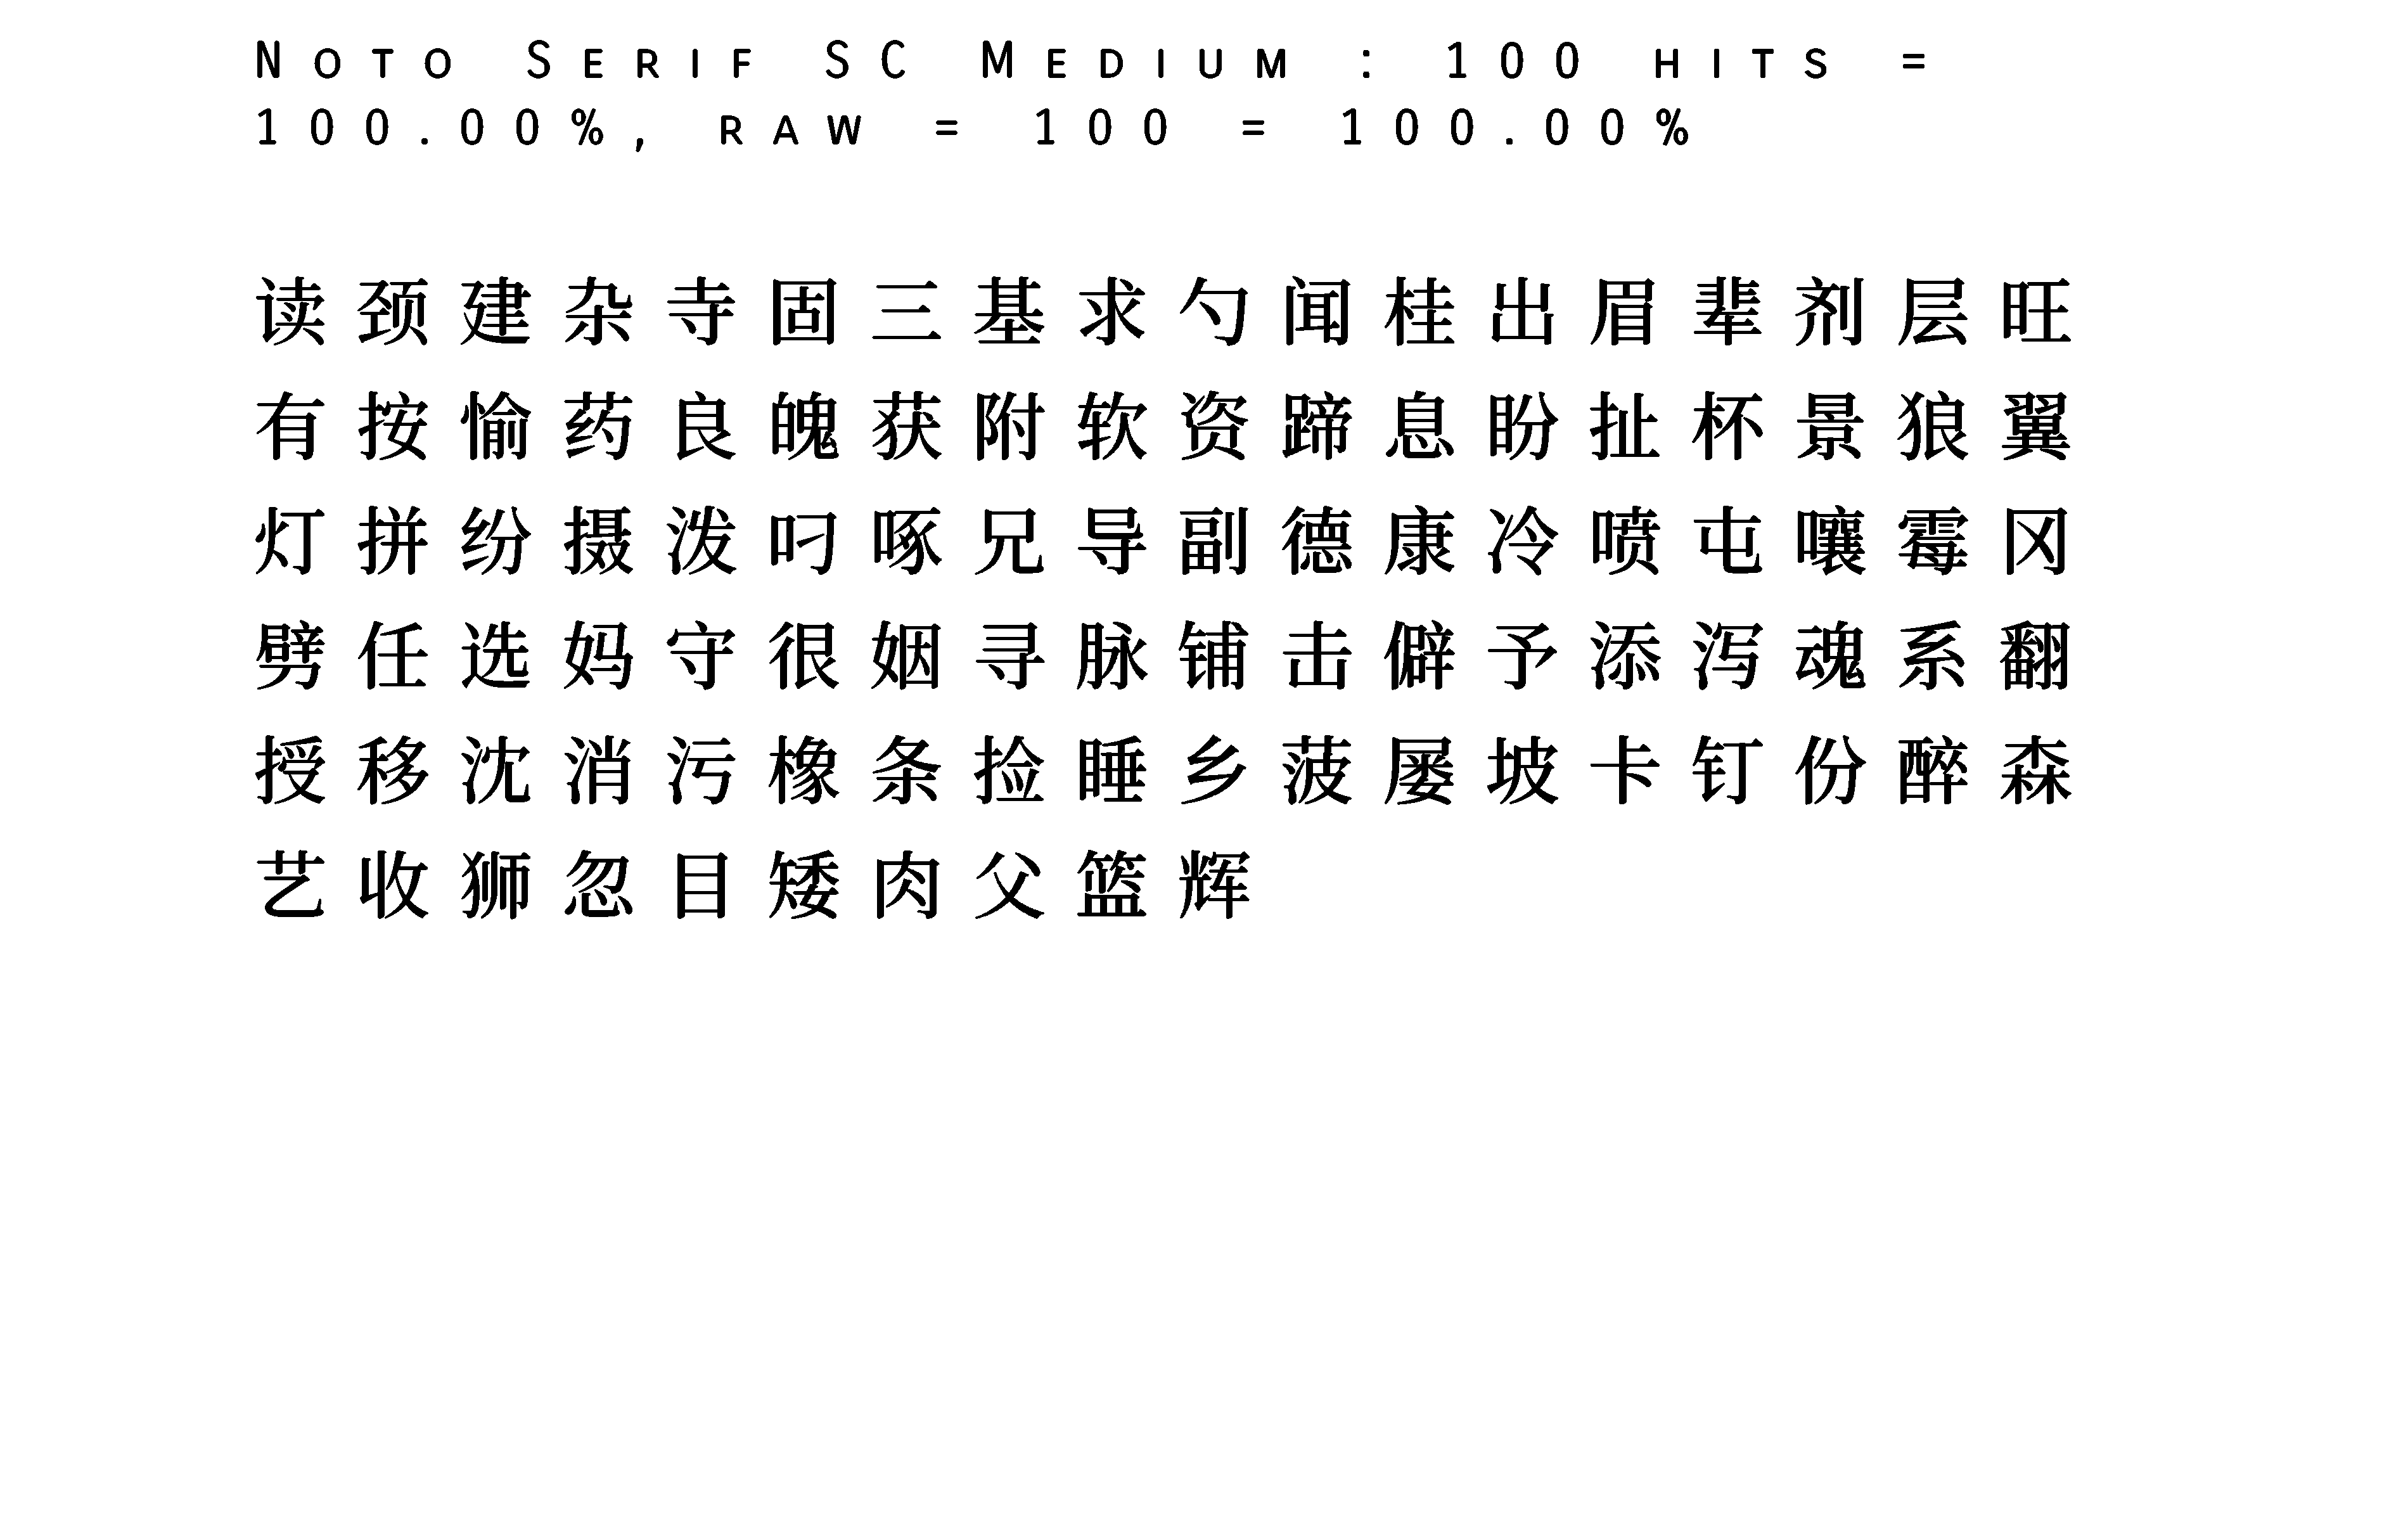 Noto Serif SC Medium : 100 hits =
100.00%, raw = 100 = 100.00%
读颈建杂寺固三基求勺闻桂出眉辈剂层旺
有按愉药良魄获附软资蹄息盼扯杯景狼翼
灯拼纷摄泼叼啄兄导副德康冷喷屯嚷霉冈
劈任选妈守很姻寻脉铺击僻予添泻魂系翻
授移沈消污橡条捡睡乡菠屡坡卡钉份醉森
艺收狮忽目矮肉父篮辉